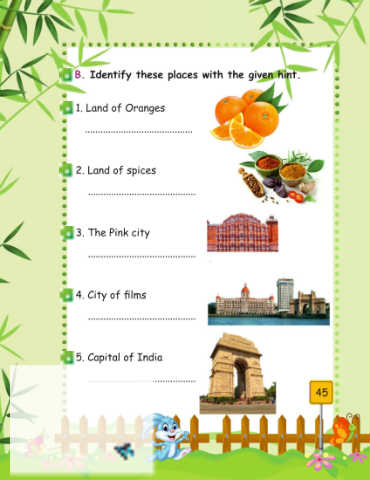 B. Identify these places with the given hint.
1. Land of Oranges
2. Land of spices
3. The Pink city
4. City of films
5. Capital of India
45